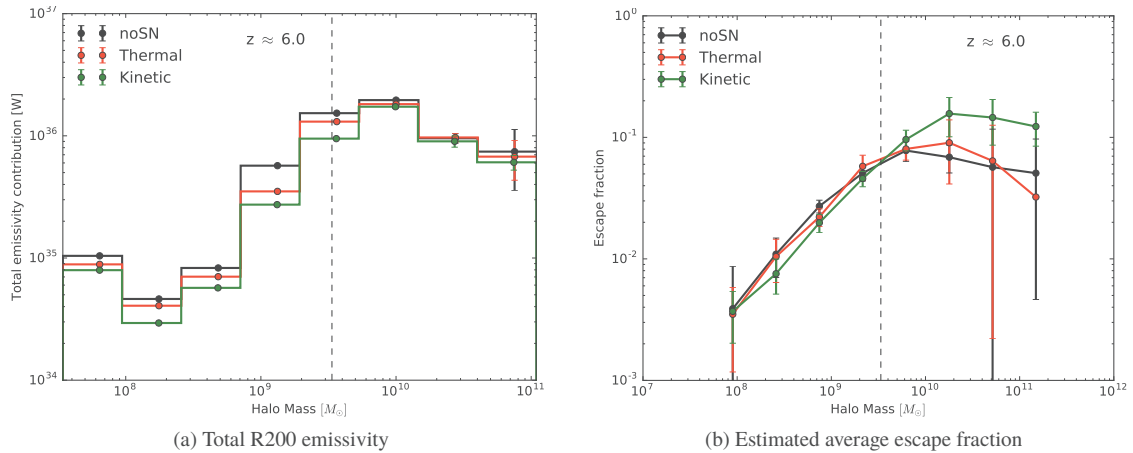 10^37
10^36
10^35
10^34
Total emissivity contribution [W]
noSN
Thermal
Kinetic
z ≈ 6.0
10^8
10^9
10^10
10^11
Halo Mass [M⊙]
(a) Total R200 emissivity
10^0
10^-1
10^-2
10^-3
Escape fraction
noSN
Thermal
Kinetic
z ≈ 6.0
10^7
10^8
10^9
10^10
10^11
10^12
Halo Mass [M⊙]
(b) Estimated average escape fraction